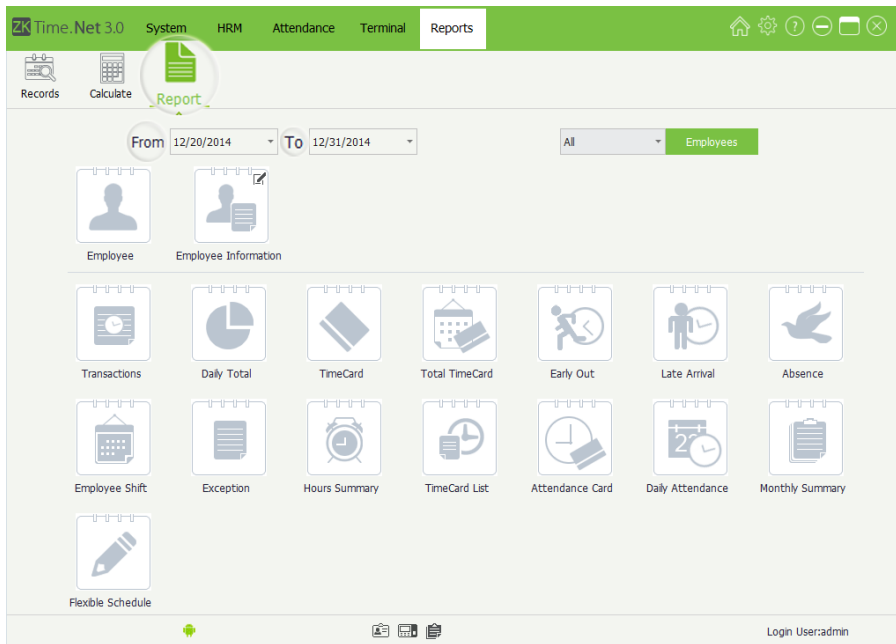 ZK Time.Net 3.0 System HRM Attendance Terminal Reports
Records Calculate Report
From 12/20/2014 To 12/31/2014 All Employees
Employee Employee Information
Transactions Daily Total TimeCard Total TimeCard Early Out Late Arrival Absence
Employee Shift Exception Hours Summary TimeCard List Attendance Card Daily Attendance Monthly Summary
Flexible Schedule
Login User:admin